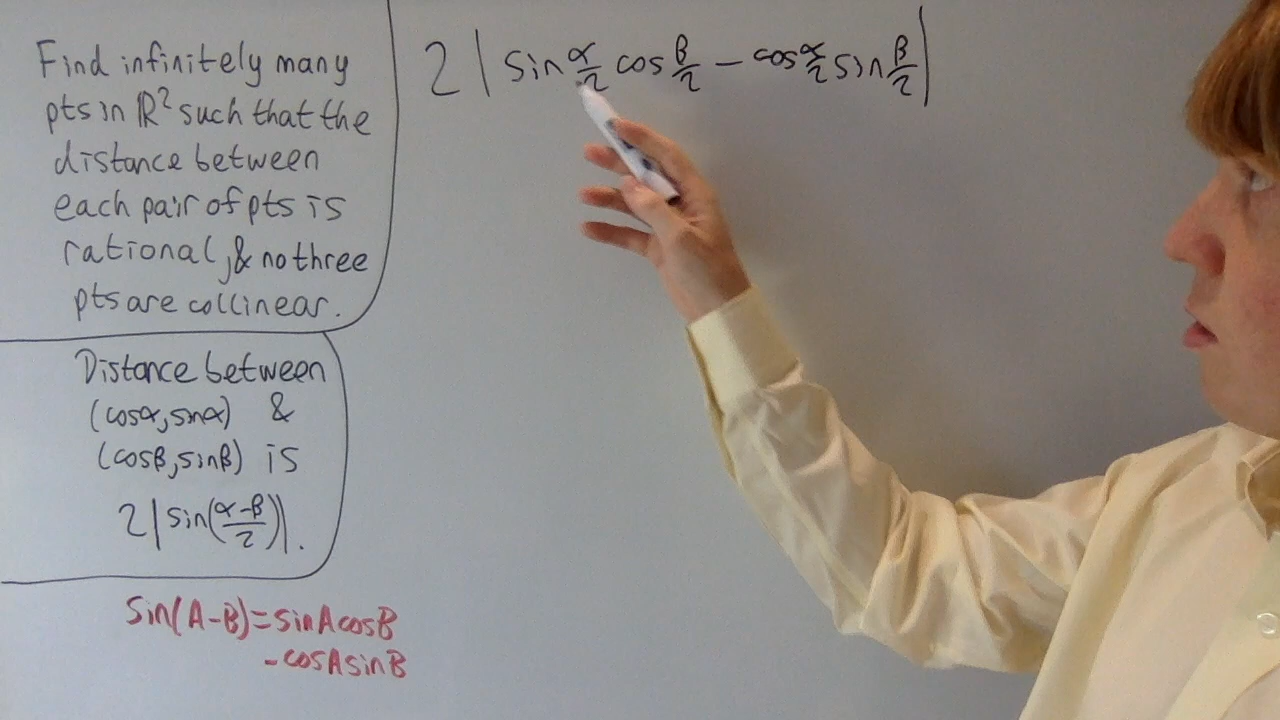 Find infinitely many
pts in ℝ² such that the
distance between
each pair of pts is
rational, & no three
pts are collinear.
Distance between
(cosα, sinα) &
(cosβ, sinβ) is
2|sin((α-β)/2)|.
sin(A-B)=sinAcosB
-cosAsinB
2|sin α/2 cos β/2 - cos α/2 sin β/2|